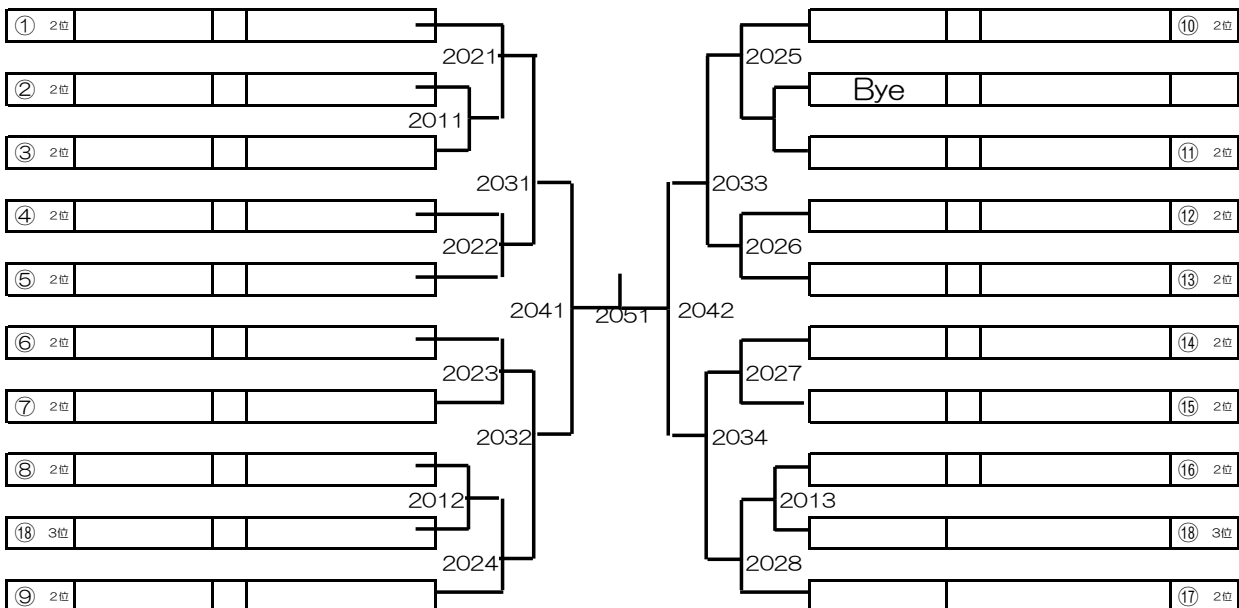 ① 2位
⑩ 2位
2021
2025
② 2位
Bye
2011
③ 2位
⑪ 2位
2031
2033
④ 2位
⑫ 2位
2022
2026
⑤ 2位
⑬ 2位
2041
2051
2042
⑥ 2位
⑭ 2位
2023
2027
⑦ 2位
⑮ 2位
2032
2034
⑧ 2位
⑯ 2位
2012
2013
⑱ 3位
⑱ 3位
2024
2028
⑨ 2位
⑰ 2位